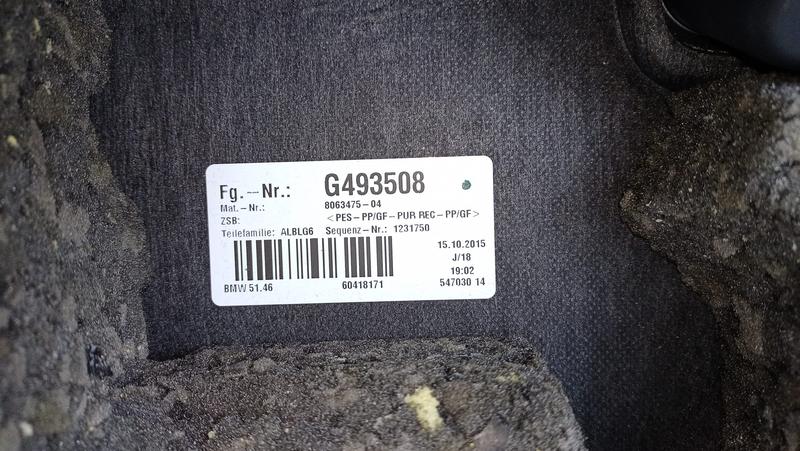 Fg.-Nr.: G493508
Mat.-Nr.: 8063475-04
ZSB: <PES-PP/GF-PUR REC-PP/GF>
Teilefamilie: ALBLG6 Sequenz-Nr.: 1231750
15.10.2015
J/18
19:02
BMW 51.46 60418171 547030 14